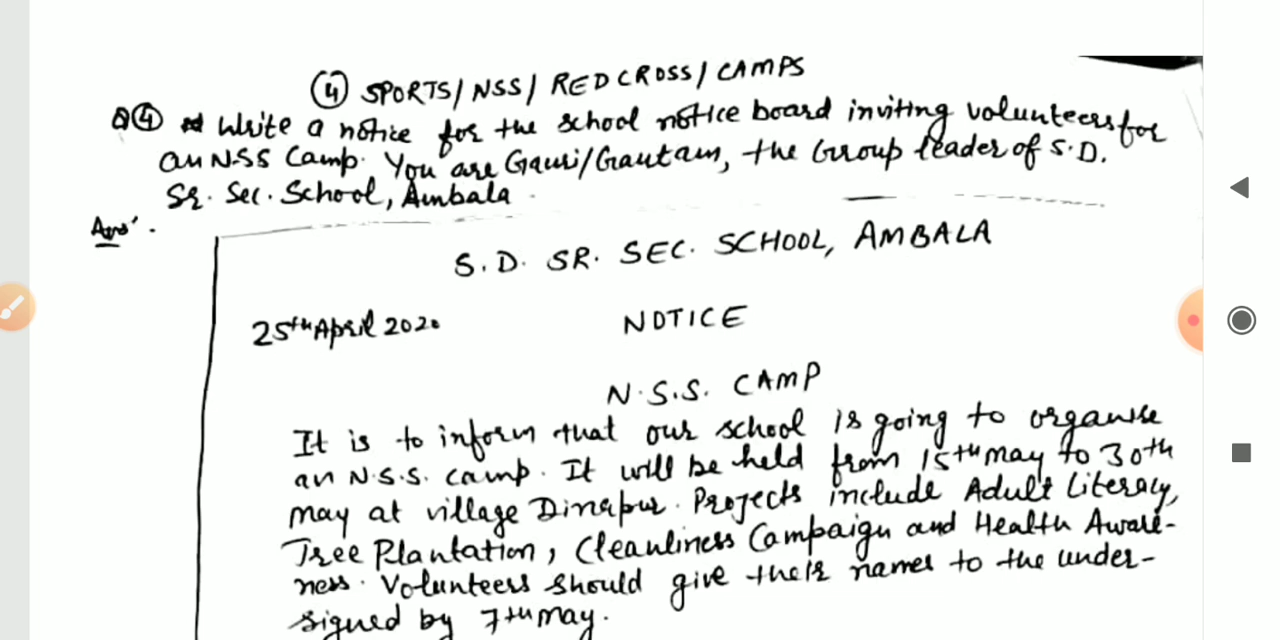 (4) SPORTS/NSS/REDCROSS/CAMPS
Q(4) Write a notice for the school notice board inviting volunteers for
an NSS Camp. You are Gauri/Gautam, the Group leader of S.D.
Sr. Sec. School, Ambala.
Ans.
S.D. SR. SEC. SCHOOL, AMBALA
25th April 2020 NOTICE
N.S.S. CAMP
It is to inform that our school is going to organise
an N.S.S. camp. It will be held from 15th may to 30th
may at village Dinapur. Projects include Adult Literacy,
Tree Plantation, Cleanliness Campaign and Health Aware-
ness. Volunteers should give their names to the under-
signed by 7th may.